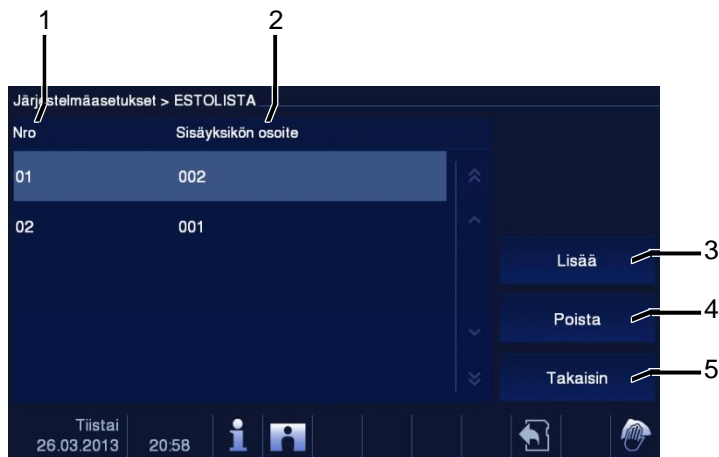 1 2
Järjestelmäasetukset > ESTOLISTA
Nro Sisäyksikön osoite
01 002
02 001
Lisää 3
Poista 4
Takaisin 5
Tiistai
26.03.2013 20:58